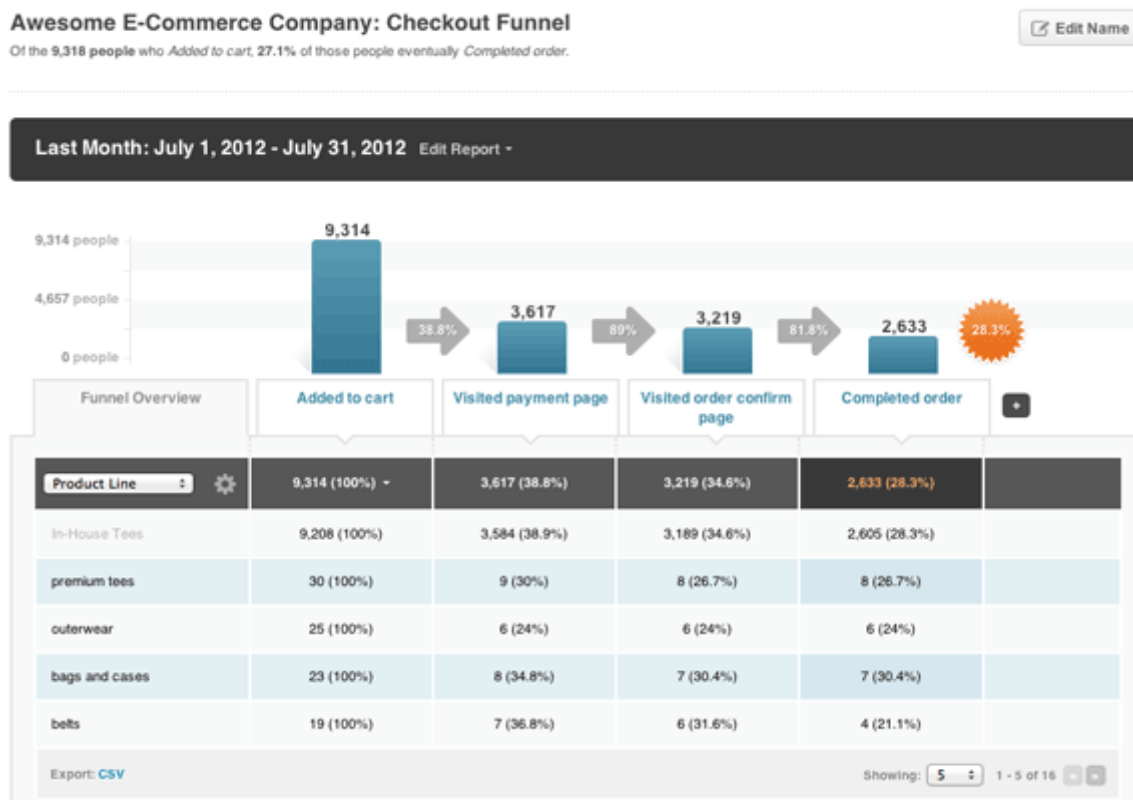 Awesome E-Commerce Company: Checkout Funnel
Edit Name
Of the 9,318 people who Added to cart, 27.1% of those people eventually Completed order.
Last Month: July 1, 2012 - July 31, 2012 Edit Report
9,314
9,314 people
4,657 people
0 people
38.8%
3,617
89%
3,219
81.8%
2,633
28.3%
Funnel Overview
Added to cart
Visited payment page
Visited order confirm
page
Completed order
+
Product Line 9,314 (100%) 3,617 (38.8%) 3,219 (34.6%) 2,633 (28.3%)
In-House Tees 9,208 (100%) 3,584 (38.9%) 3,189 (34.6%) 2,605 (28.3%)
premium tees 30 (100%) 9 (30%) 8 (26.7%) 8 (26.7%)
outerwear 25 (100%) 6 (24%) 6 (24%) 6 (24%)
bags and cases 23 (100%) 8 (34.8%) 7 (30.4%) 7 (30.4%)
belts 19 (100%) 7 (36.8%) 6 (31.6%) 4 (21.1%)
Export: CSV
Showing: 5 1 - 5 of 16